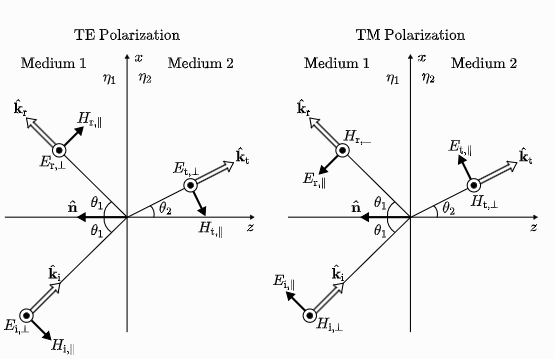 TE Polarization
Medium 1
x
Medium 2
η₁
η₂
k̂ᵣ
Hᵣ,∥
Eᵣ,⊥
Eₜ,⊥
k̂ₜ
n̂
θ₁
θ₂
θ₁
Hₜ,∥
z
k̂ᵢ
Eᵢ,⊥
Hᵢ,∥
TM Polarization
Medium 1
x
Medium 2
η₁
η₂
k̂ᵣ
Hᵣ,—
Eᵣ,∥
Eₜ,∥
k̂ₜ
n̂
θ₁
θ₂
Hₜ,⊥
θ₁
z
Eᵢ,∥
k̂ᵢ
Hᵢ,⊥